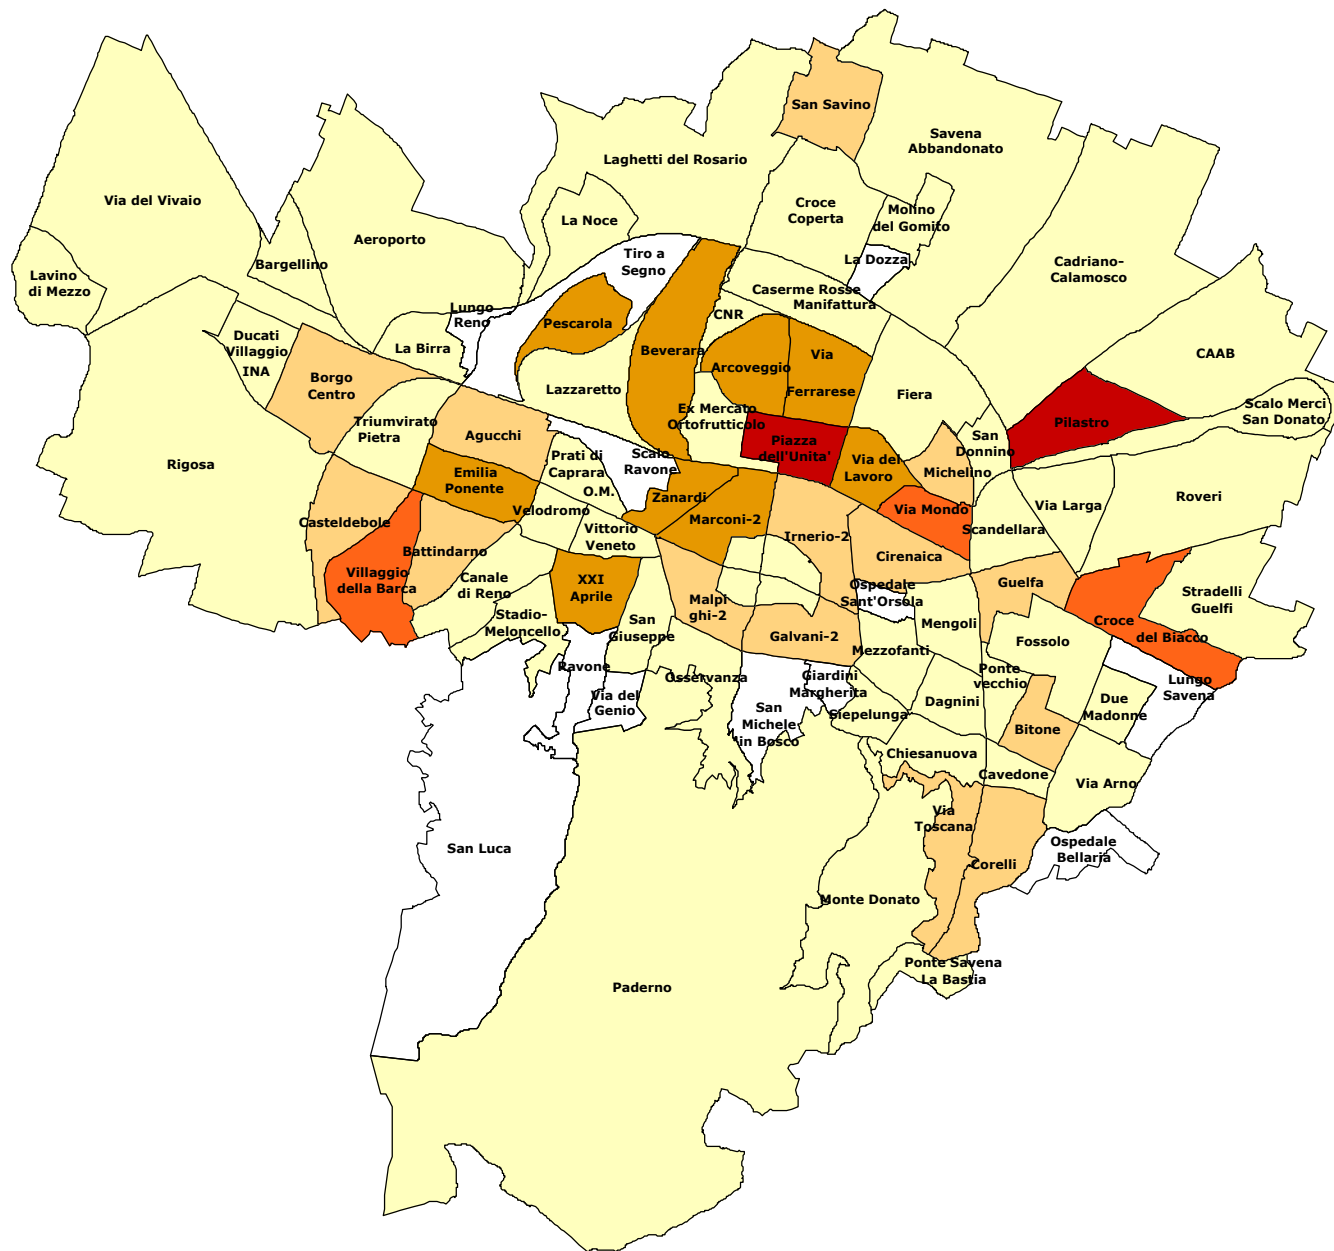 San Savino
Savena
Abbandonato
Laghetti del Rosario
Via del Vivaio
La Noce
Croce
Coperta
Molino
del Gomito
Aeroporto
Bargellino
Tiro a
Segno
La Dozza
Cadriano-
Calamosco
Lavino
di Mezzo
Caserme Rosse
Manifattura
Lungo
Reno
CNR
Pescarola
Ducati
Villaggio
INA
La Birra
Beverara
Via
Ferrarese
Arcoveggio
CAAB
Borgo
Centro
Lazzaretto
Fiera
Triumvirato
Pietra
Ex Mercato
Ortofrutticolo
Scalo Merci
San Donato
Pilastro
Agucchi
Piazza
dell'Unita'
San
Donnino
Rigosa
Prati di
Caprara
Scalo
Ravone
Via del
Lavoro
Michelino
Emilia
Ponente
O.M.
Zanardi
Via Larga
Roveri
Velodromo
Via Mondo
Casteldebole
Marconi-2
Vittorio
Veneto
Irnerio-2
Scandellara
Battindarno
Cirenaica
Villaggio
della Barca
Canale
di Reno
XXI
Aprile
Ospedale
Sant'Orsola
Guelfa
Stradelli
Guelfi
Malpi
ghi-2
Stadio-
Meloncello
San
Giuseppe
Galvani-2
Mengoli
Croce
del Biacco
Fossolo
Mezzofanti
Ravone
Osservanza
Giardini
Margherita
Ponte
vecchio
Lungo
Savena
Via del
Genio
San
Michele
in Bosco
Siepelunga
Dagnini
Due
Madonne
Bitone
Chiesanuova
Cavedone
Via Arno
Via
Toscana
San Luca
Ospedale
Bellaria
Corelli
Monte Donato
Ponte Savena
La Bastia
Paderno